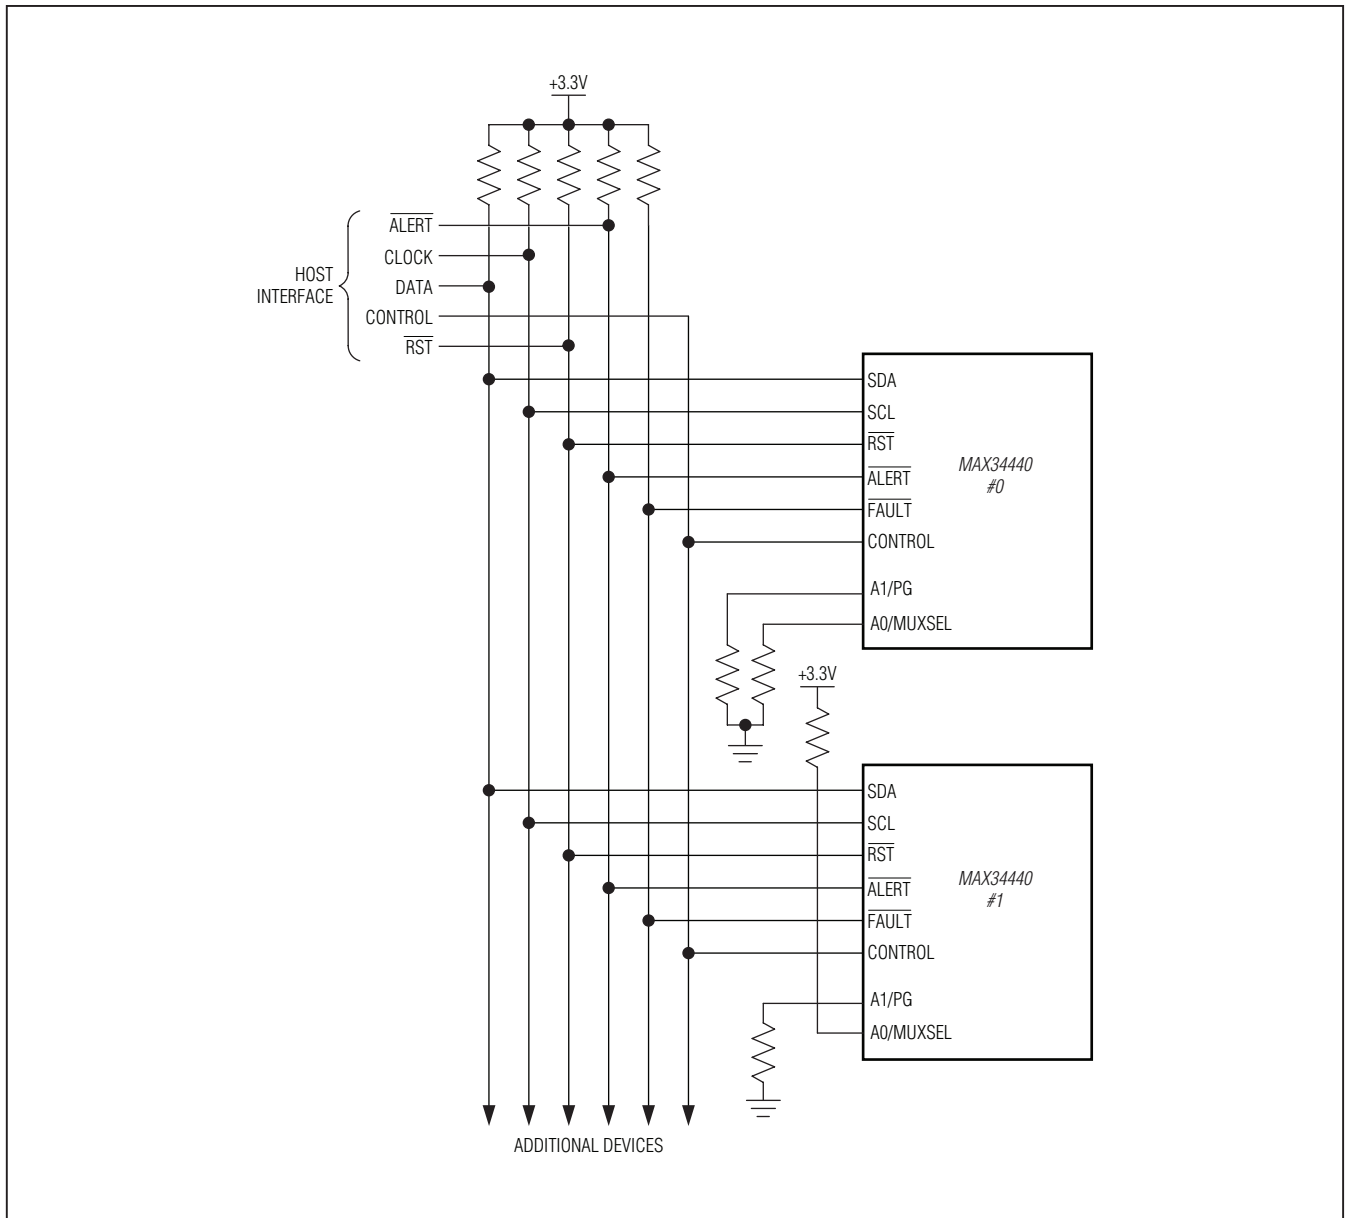 +3.3V
ALERT
CLOCK
DATA
CONTROL
RST
HOST
INTERFACE
SDA
SCL
RST
ALERT
FAULT
CONTROL
A1/PG
A0/MUXSEL
MAX34440
#0
+3.3V
SDA
SCL
RST
ALERT
FAULT
CONTROL
A1/PG
A0/MUXSEL
MAX34440
#1
ADDITIONAL DEVICES